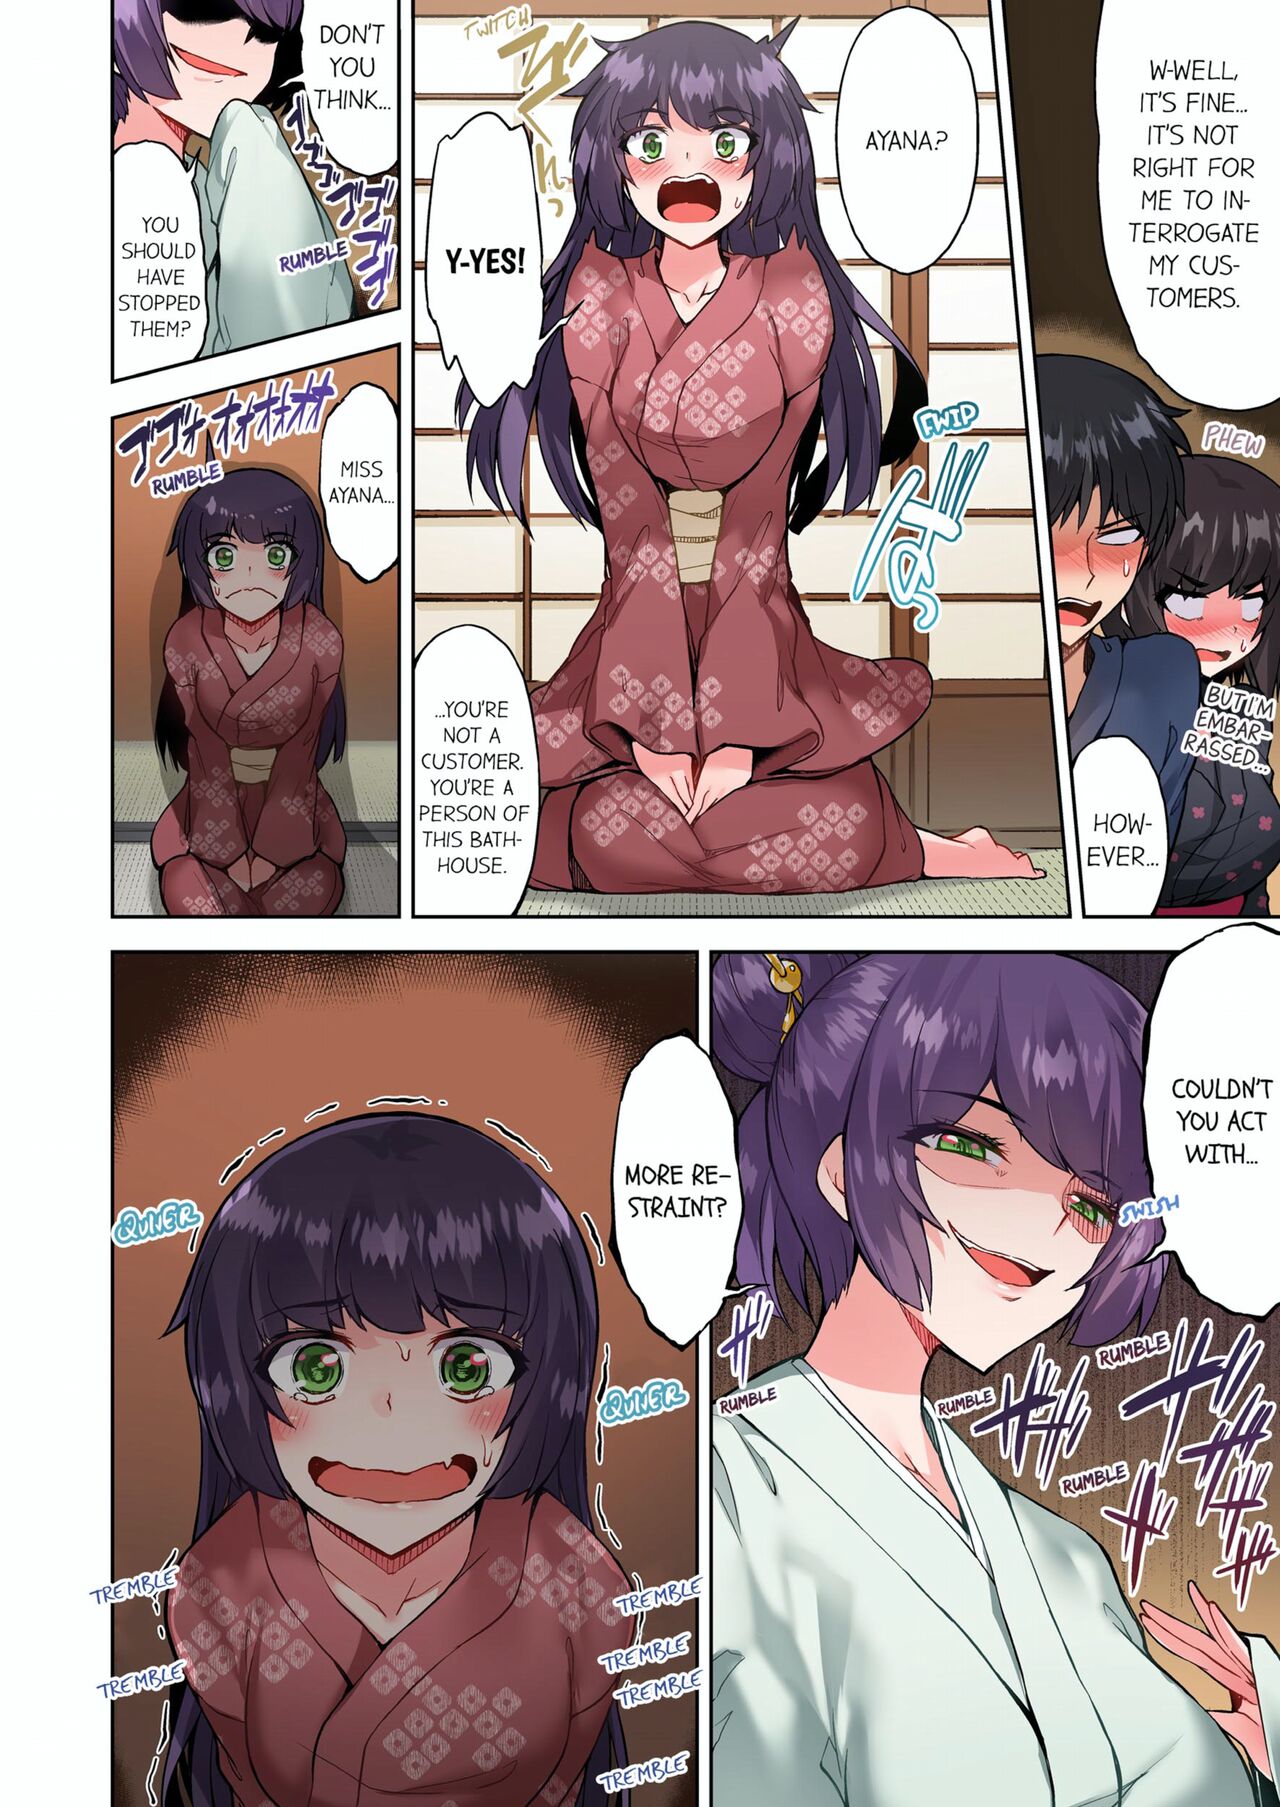 W-WELL,
IT'S FINE...
IT'S NOT
RIGHT FOR
ME TO IN-
TERROGATE
MY CUS-
TOMERS.
PHEW
BUT I'M
EMBAR-
RASSED...
HOW-
EVER...
AYANA?
TWITCH
Y-YES!
FWIP
...YOU'RE
NOT A
CUSTOMER.
YOU'RE A
PERSON OF
THIS BATH-
HOUSE.
DON'T
YOU
THINK...
RUMBLE
YOU
SHOULD
HAVE
STOPPED
THEM?
MISS
AYANA...
RUMBLE
COULDN'T
YOU ACT
WITH...
SWISH
RUMBLE
RUMBLE
RUMBLE
RUMBLE
MORE RE-
STRAINT?
QUIVER
QUIVER
TREMBLE
TREMBLE
TREMBLE
TREMBLE
TREMBLE
TREMBLE